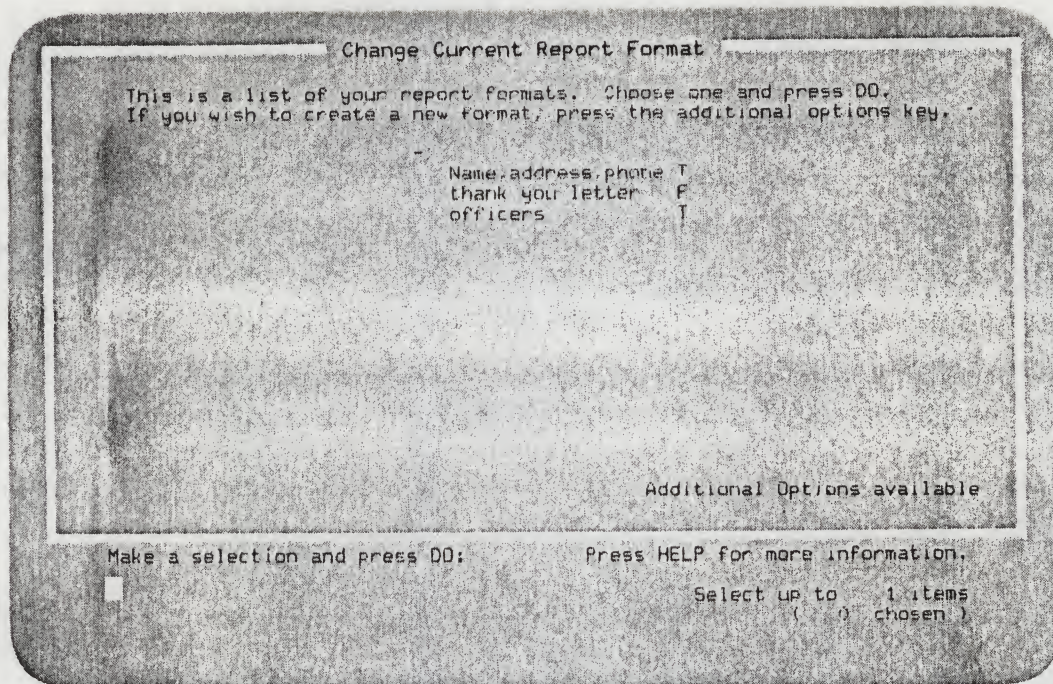 Change Current Report Format
This is a list of your report formats. Choose one and press DO.
If you wish to create a new format, press the additional options key.
Name,address,phone T
thank you letter F
officers T
Additional Options available
Make a selection and press DO:
Press HELP for more information.
Select up to 1 items
( 0 chosen )